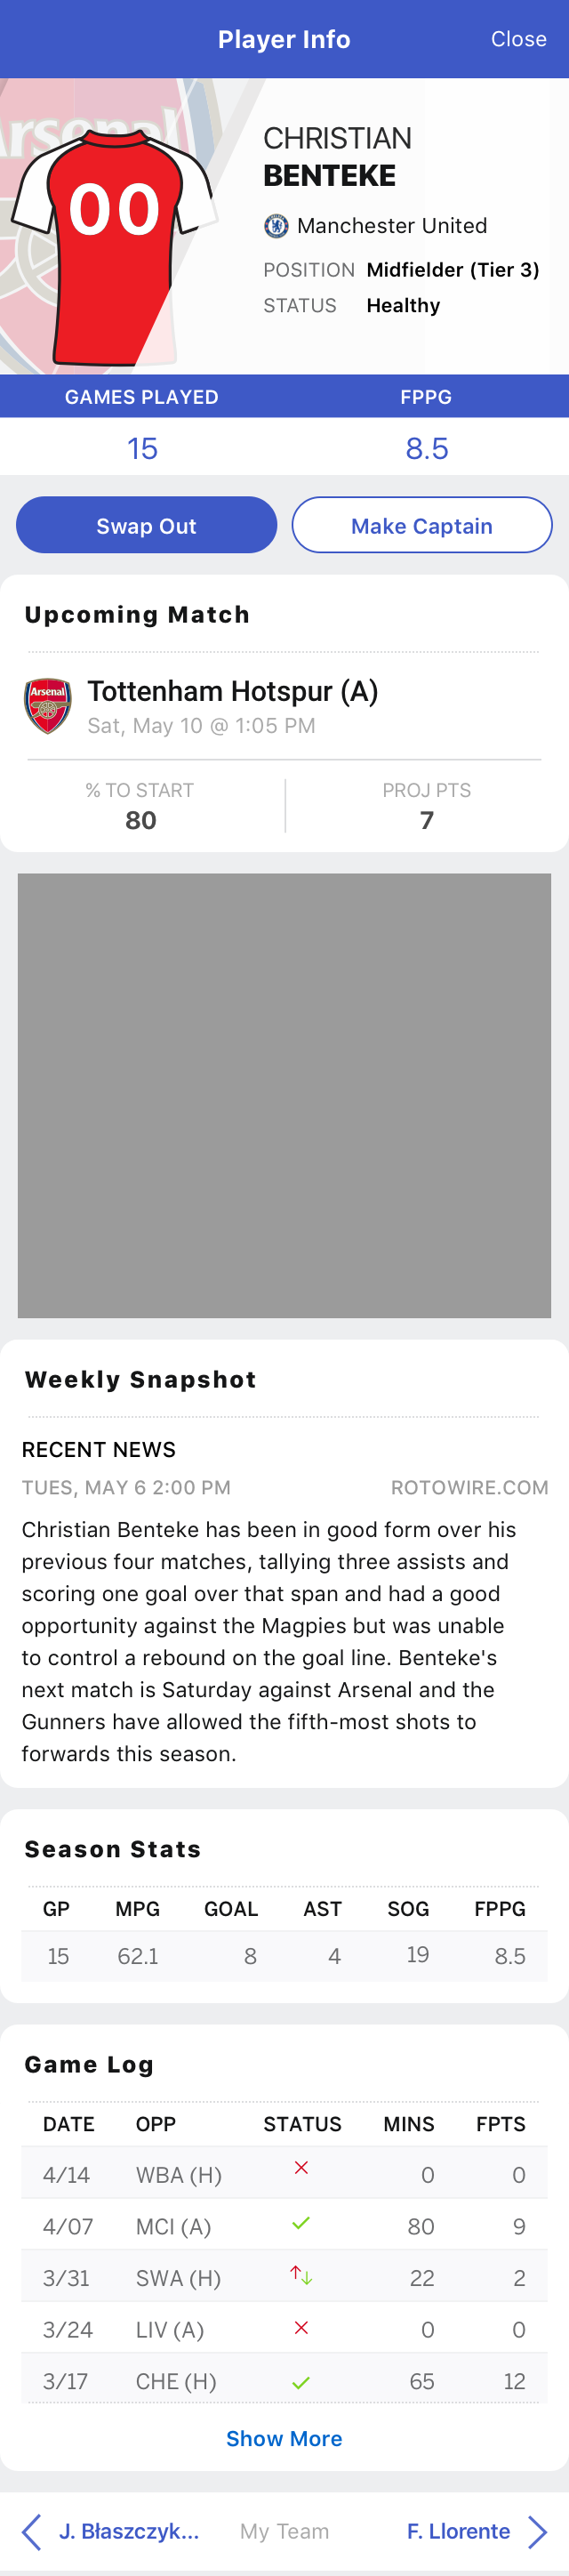 Player Info Close
Arsenal
00
CHRISTIAN
BENTEKE
Manchester United
POSITION Midfielder (Tier 3)
STATUS Healthy
GAMES PLAYED FPPG
15 8.5
Swap Out Make Captain
Upcoming Match
Arsenal
Tottenham Hotspur (A)
Sat, May 10 @ 1:05 PM
% TO START PROJ PTS
80 7
Weekly Snapshot
RECENT NEWS
TUES, MAY 6 2:00 PM ROTOWIRE.COM
Christian Benteke has been in good form over his
previous four matches, tallying three assists and
scoring one goal over that span and had a good
opportunity against the Magpies but was unable
to control a rebound on the goal line. Benteke's
next match is Saturday against Arsenal and the
Gunners have allowed the fifth-most shots to
forwards this season.
Season Stats
GP MPG GOAL AST SOG FPPG
15 62.1 8 4 19 8.5
Game Log
DATE OPP STATUS MINS FPTS
4/14 WBA (H) 0 0
4/07 MCI (A) 80 9
3/31 SWA (H) 22 2
3/24 LIV (A) 0 0
3/17 CHE (H) 65 12
Show More
J. Błaszczyk... My Team F. Llorente